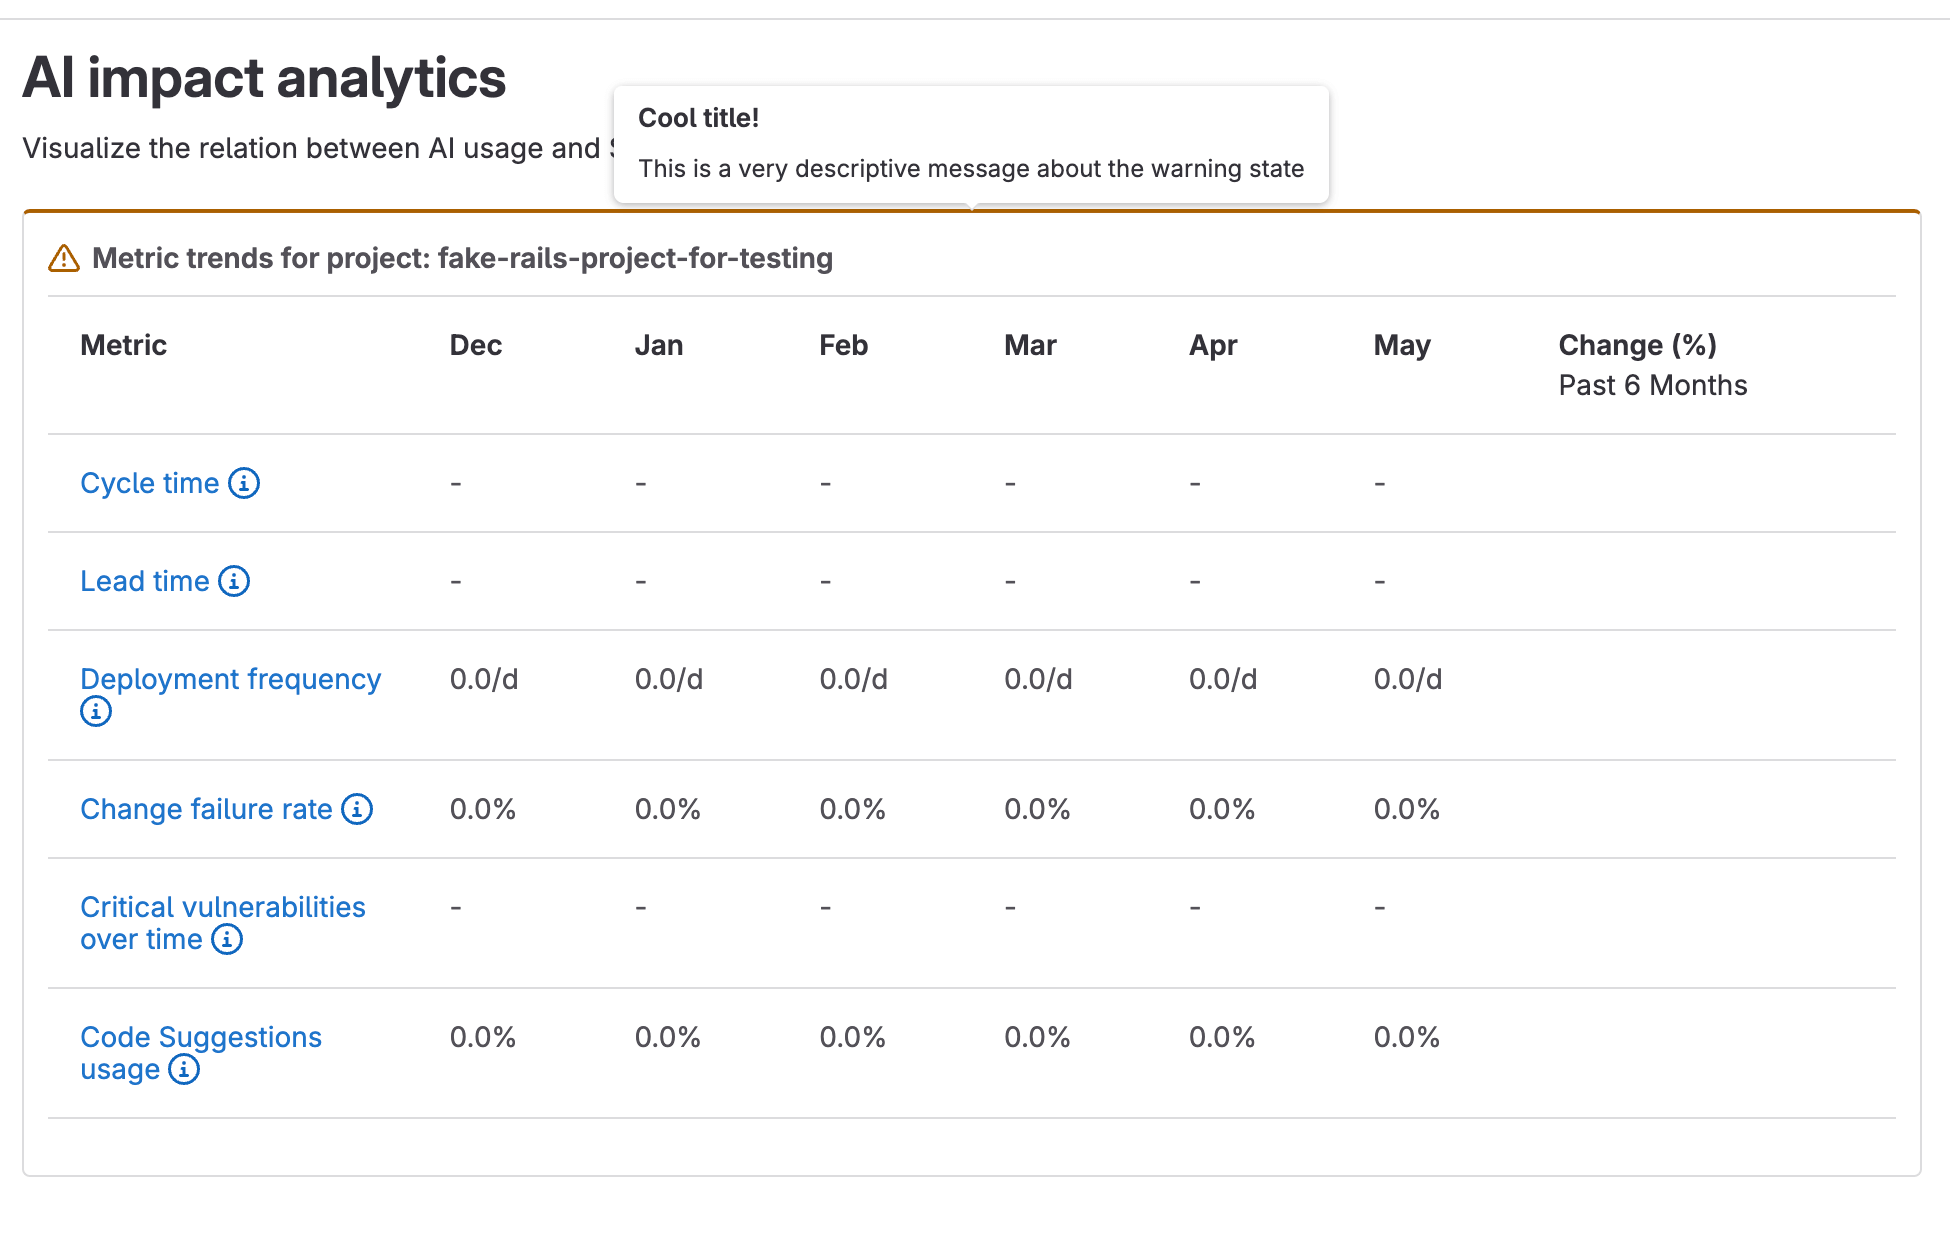 AI impact analytics
Cool title!
Visualize the relation between AI usage and
This is a very descriptive message about the warning state
Metric trends for project: fake-rails-project-for-testing
Metric Dec Jan Feb Mar Apr May Change (%)
Past 6 Months
Cycle time - - - - - -
Lead time - - - - - -
Deployment frequency 0.0/d 0.0/d 0.0/d 0.0/d 0.0/d 0.0/d
Change failure rate 0.0% 0.0% 0.0% 0.0% 0.0% 0.0%
Critical vulnerabilities - - - - - -
over time
Code Suggestions 0.0% 0.0% 0.0% 0.0% 0.0% 0.0%
usage